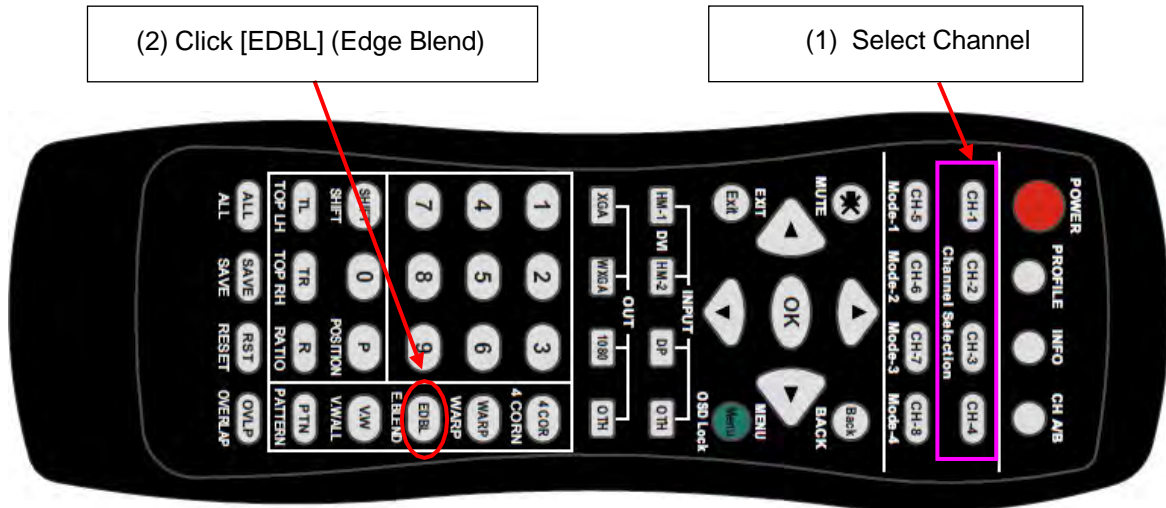 (2) Click [EDBL] (Edge Blend)
(1) Select Channel
POWER PROFILE INFO CH A/B
CH-1 CH-2 CH-3 CH-4
Channel Selection
CH-5 CH-6 CH-7 CH-8
Mode-1 Mode-2 Mode-3 Mode-4
MUTE BACK
Back
OK
EXIT MENU
Exit Menu
OSD Lock
INPUT
HM-1 DVI HM-2 DP OTH
OUT
XGA WXGA 1080 OTH
1 2 3 4COR
4 CORN
4 5 6 WARP
WARP
7 8 9 EDBL
E.BLEND
POSITION
SHIFT 0 P V.W
SHIFT V.WALL
TL TR R PTN
TOP LH TOP RH RATIO PATTERN
ALL SAVE RST OVLP
ALL SAVE RESET OVERLAP